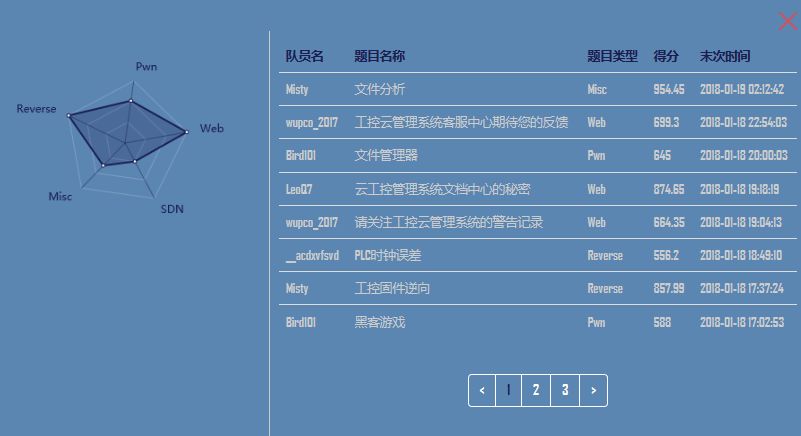 Pwn
Reverse
Web
Misc
SDN
队员名 题目名称 题目类型 得分 末次时间
Misty 文件分析 Misc 954.45 2018-01-19 02:12:42
wupco_2017 工控云管理系统客服中心期待您的反馈 Web 699.3 2018-01-18 22:54:03
Bird101 文件管理器 Pwn 645 2018-01-18 20:00:03
LeoQ7 云工控管理系统文档中心的秘密 Web 874.65 2018-01-18 19:18:19
wupco_2017 请关注工控云管理系统的警告记录 Web 664.35 2018-01-18 19:04:13
__acdxvfsvd PLC时钟误差 Reverse 556.2 2018-01-18 18:49:10
Misty 工控固件逆向 Reverse 857.99 2018-01-18 17:37:24
Bird101 黑客游戏 Pwn 588 2018-01-18 17:02:53
< 1 2 3 >